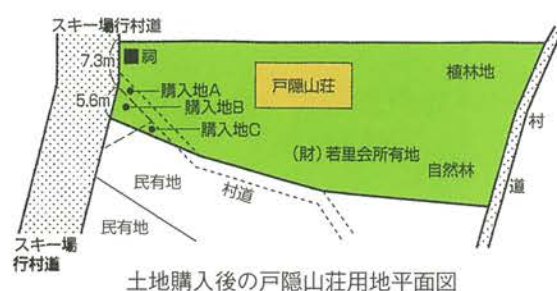 スキー場行村道
7.3m
祠
5.6m
購入地A
購入地B
購入地C
戸隠山荘
植林地
村
道
(財)若里会所有地
自然林
民有地
村道
民有地
スキー場
行村道
土地購入後の戸隠山荘用地平面図